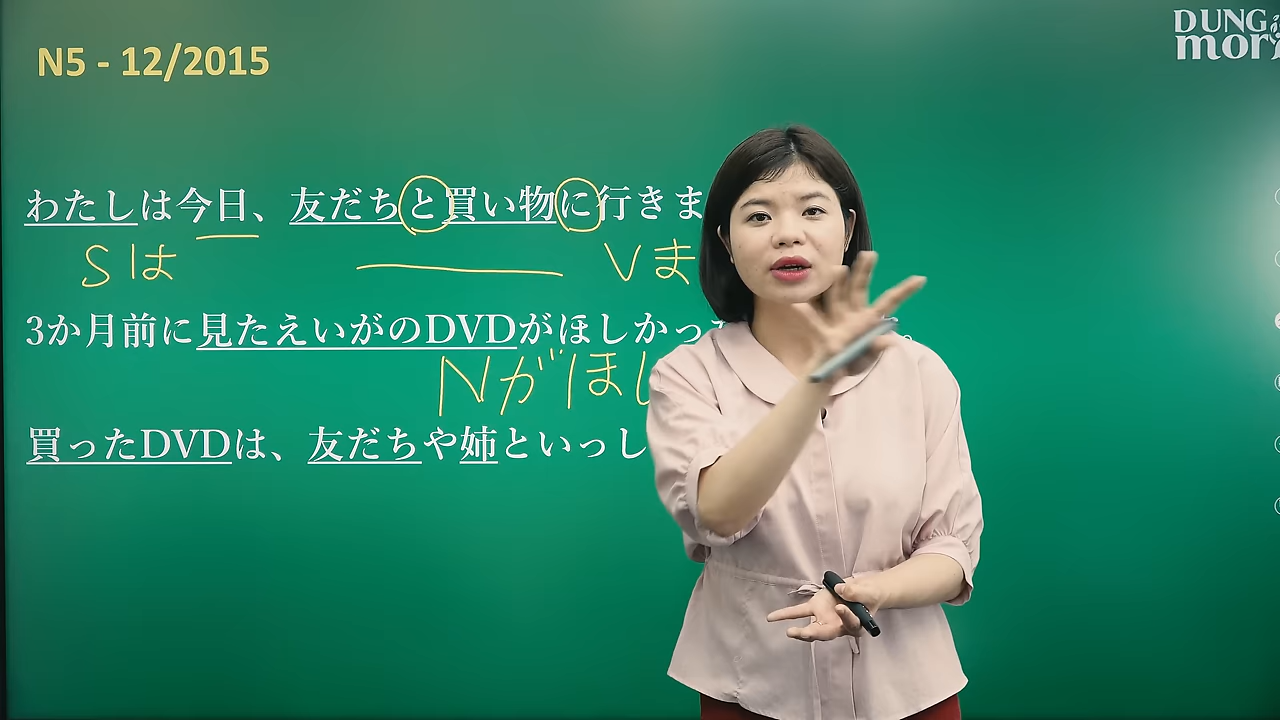 DUNG
mori
N5 - 12/2015
わたしは今日、友だちと買い物に行きま
Sは Vま
3か月前に見たえいがのDVDがほしかっ
Nがほし
買ったDVDは、友だちや姉といっし